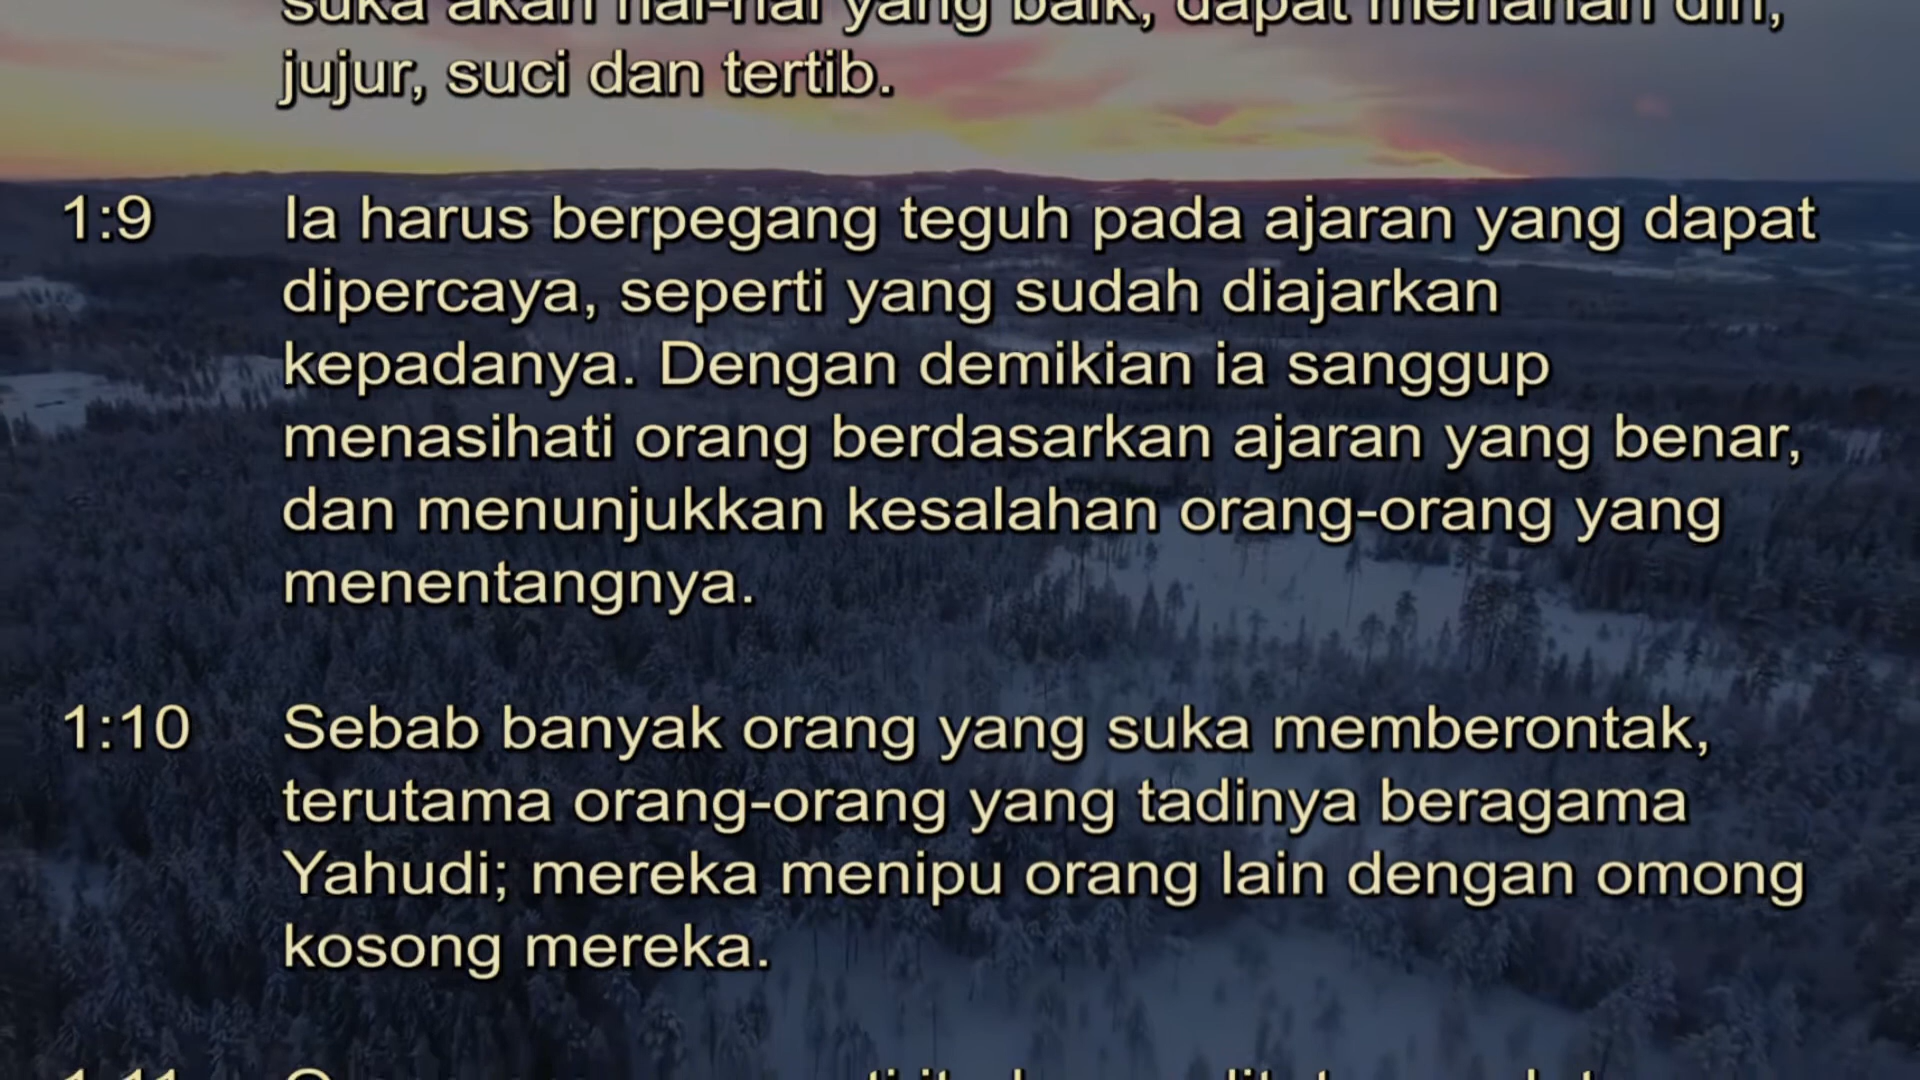 suka akan hal-hal yang baik, dapat menahan diri,
jujur, suci dan tertib.
1:9 Ia harus berpegang teguh pada ajaran yang dapat
dipercaya, seperti yang sudah diajarkan
kepadanya. Dengan demikian ia sanggup
menasihati orang berdasarkan ajaran yang benar,
dan menunjukkan kesalahan orang-orang yang
menentangnya.
1:10 Sebab banyak orang yang suka memberontak,
terutama orang-orang yang tadinya beragama
Yahudi; mereka menipu orang lain dengan omong
kosong mereka.
1:11